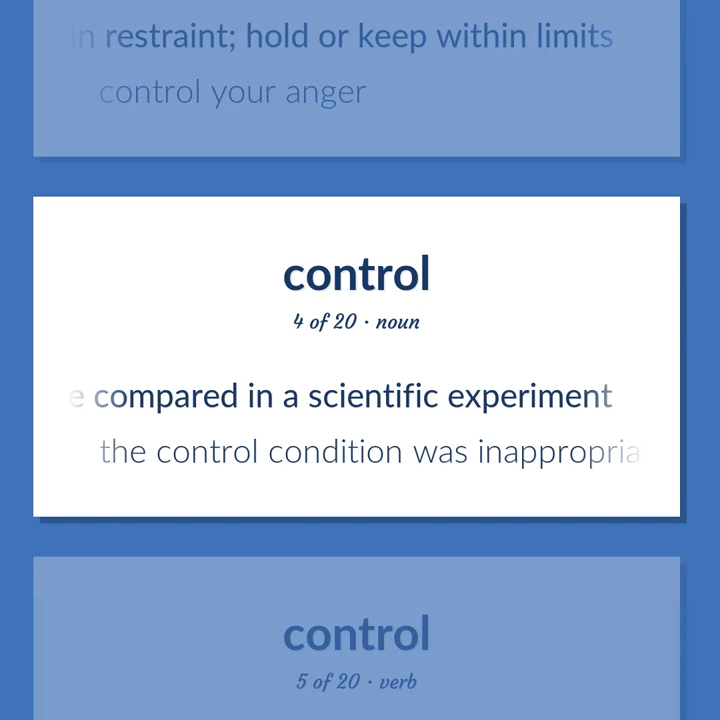 in restraint; hold or keep within limits
control your anger
control
4 of 20 · noun
compared in a scientific experiment
the control condition was inappropria
control
5 of 20 · verb